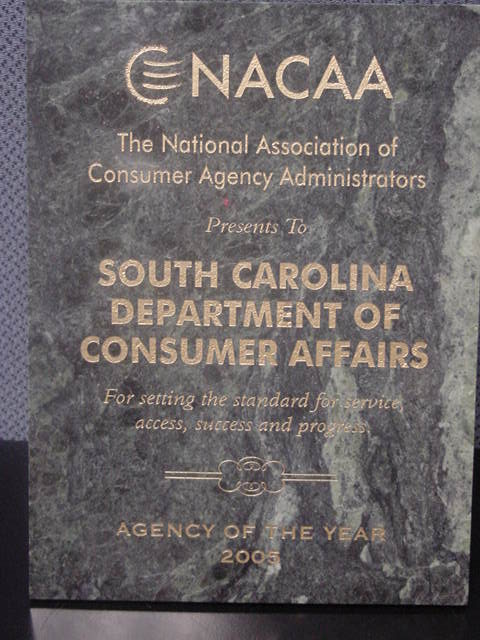 NACAA
The National Association of
Consumer Agency Administrators
Presents To
SOUTH CAROLINA
DEPARTMENT OF
CONSUMER AFFAIRS
For setting the standard for service,
access, success and progress.
AGENCY OF THE YEAR
2005